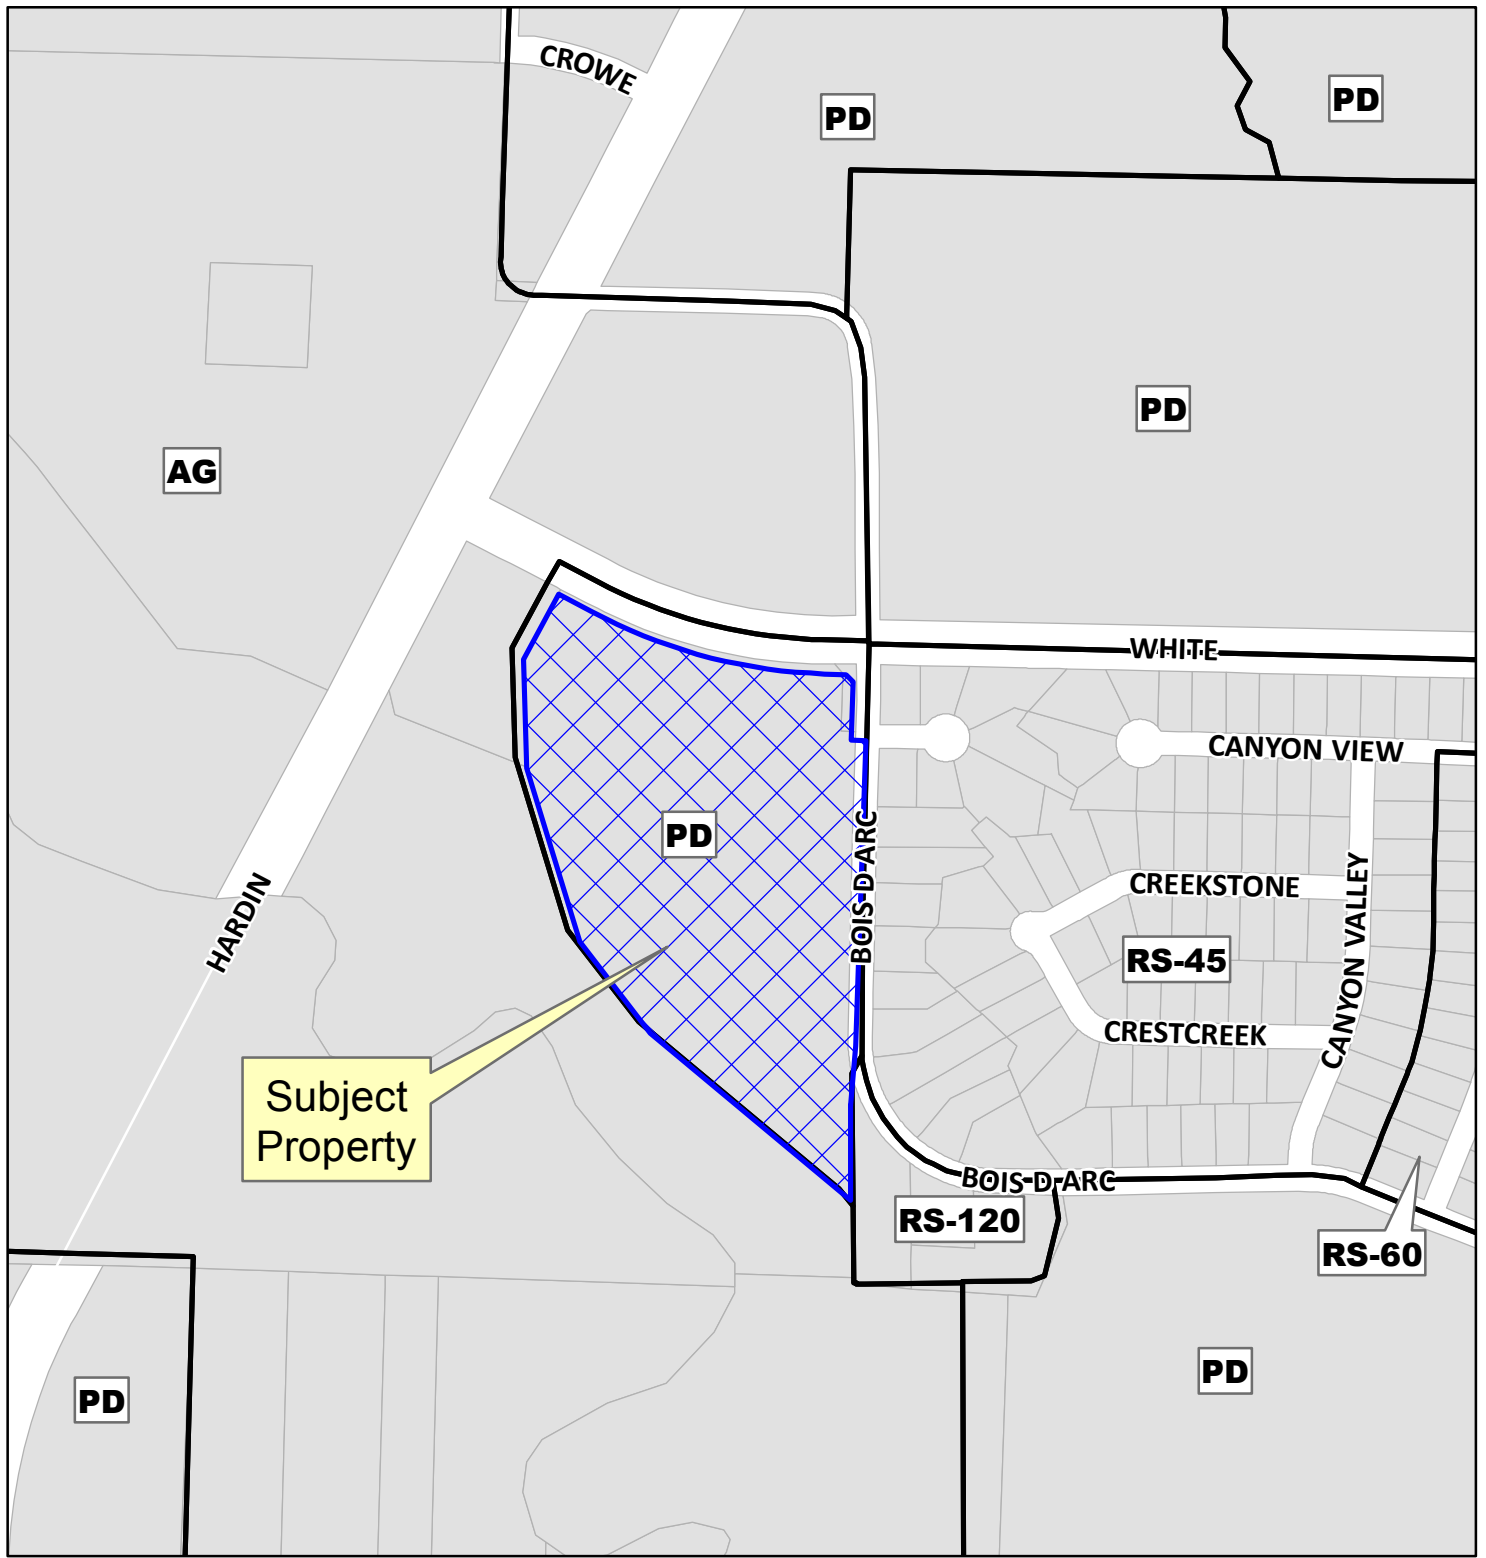 CROWE
PD
PD
PD
AG
WHITE
CANYON VIEW
PD
BOIS D ARC
CREEKSTONE
CANYON VALLEY
HARDIN
RS-45
CRESTCREEK
Subject
Property
BOIS D ARC
RS-120
RS-60
PD
PD